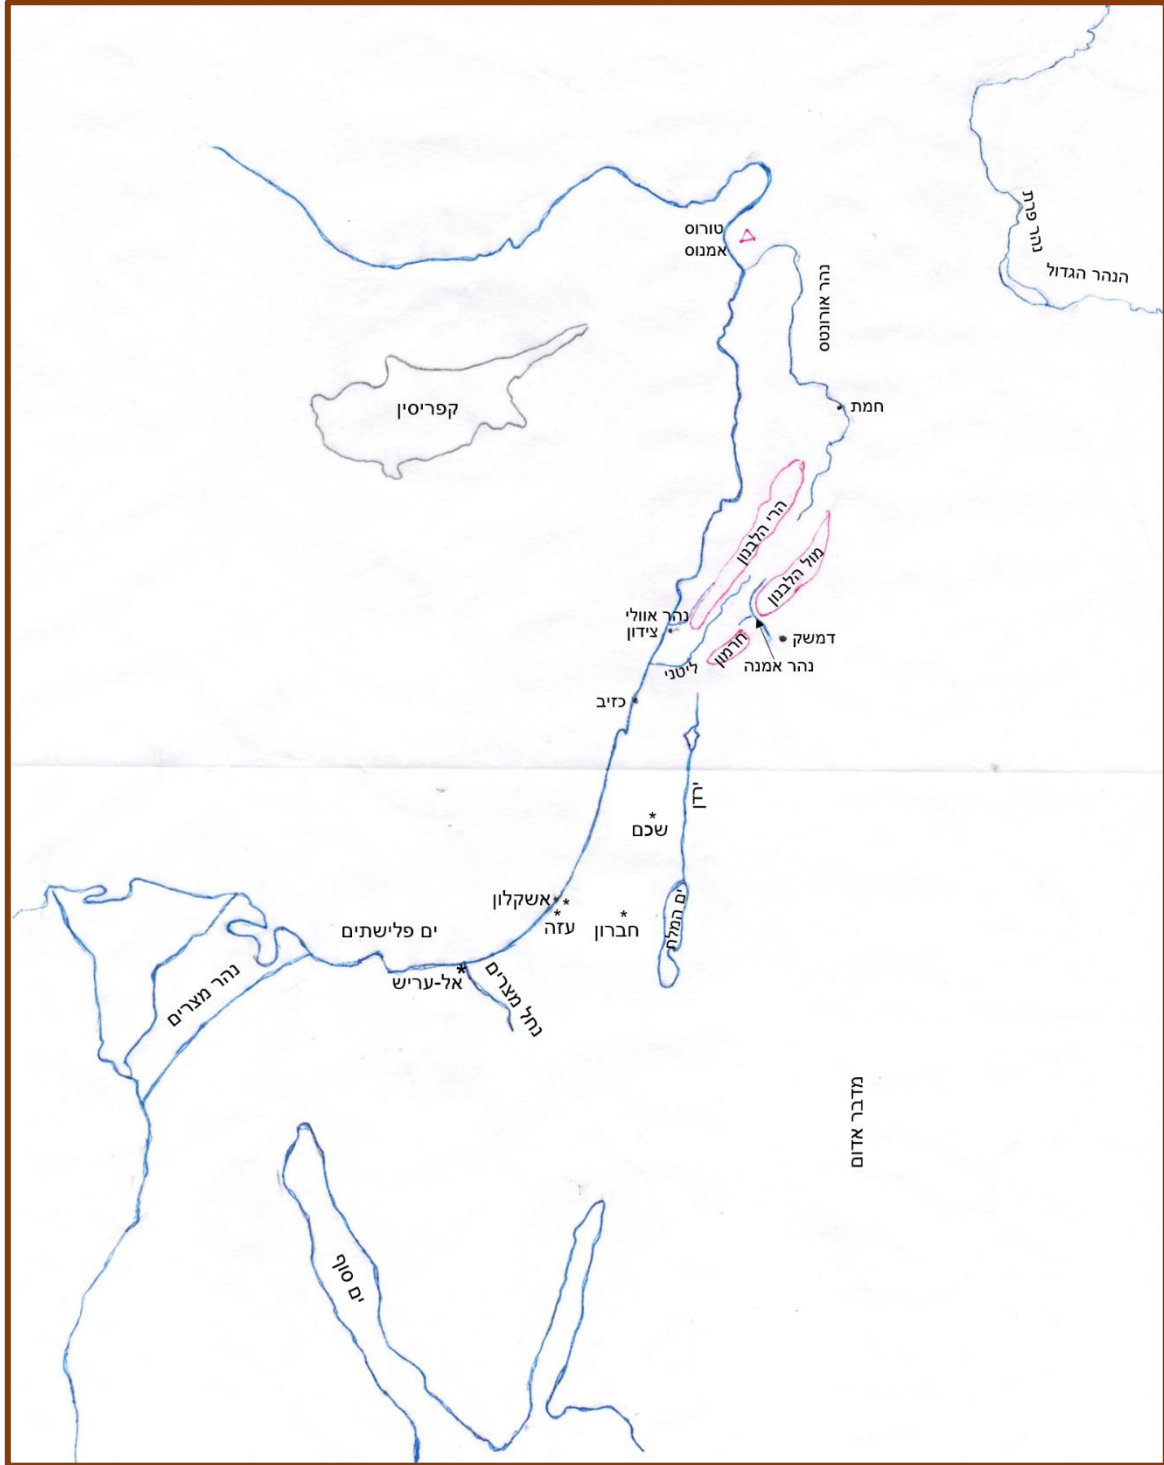 נהר פרת
הנהר הגדול
טורוס
אמנוס
נהר אורונטס
קפריסין
חמת
הרי הלבנון
מול הלבנון
נהר אוולי
צידון
חרמון
דמשק
נהר אמנה
ליטני
כזיב
ירדן
שכם
אשקלון
עזה
חברון
ים המלח
ים פלישתים
אל-עריש
נחל מצרים
נהר מצרים
מדבר אדום
ים סוף